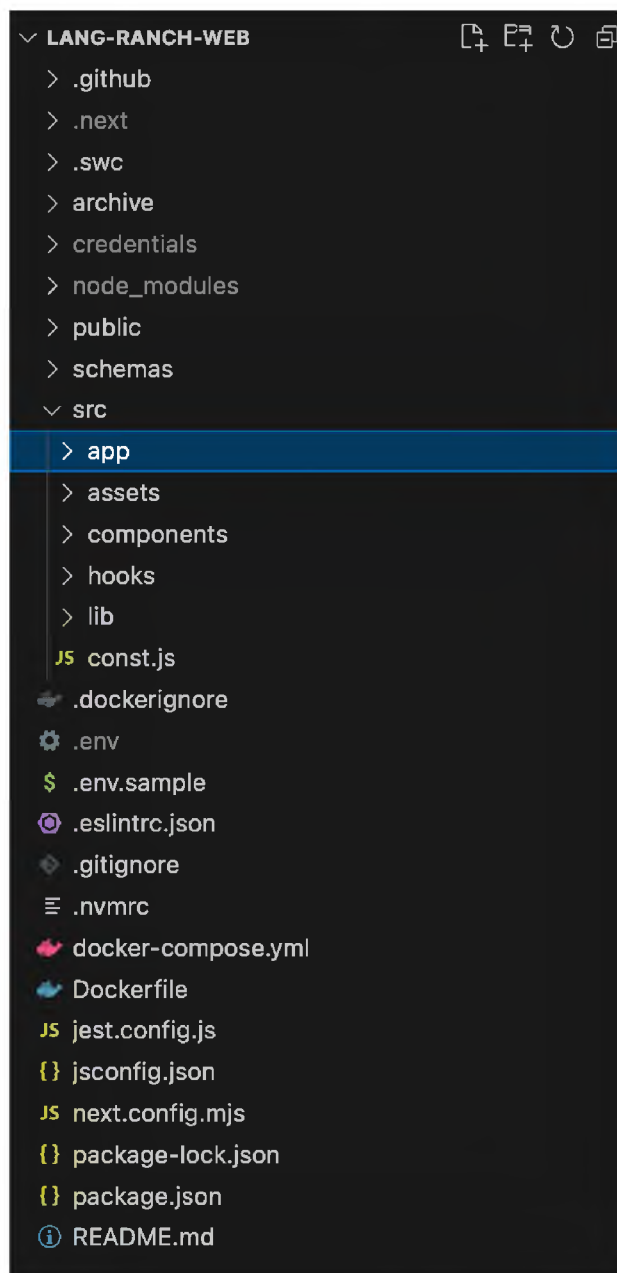 LANG-RANCH-WEB
.github
.next
.swc
archive
credentials
node_modules
public
schemas
src
app
assets
components
hooks
lib
JS const.js
.dockerignore
.env
$ .env.sample
.eslintrc.json
.gitignore
.nvmrc
docker-compose.yml
Dockerfile
JS jest.config.js
{} jsconfig.json
JS next.config.mjs
{} package-lock.json
{} package.json
README.md